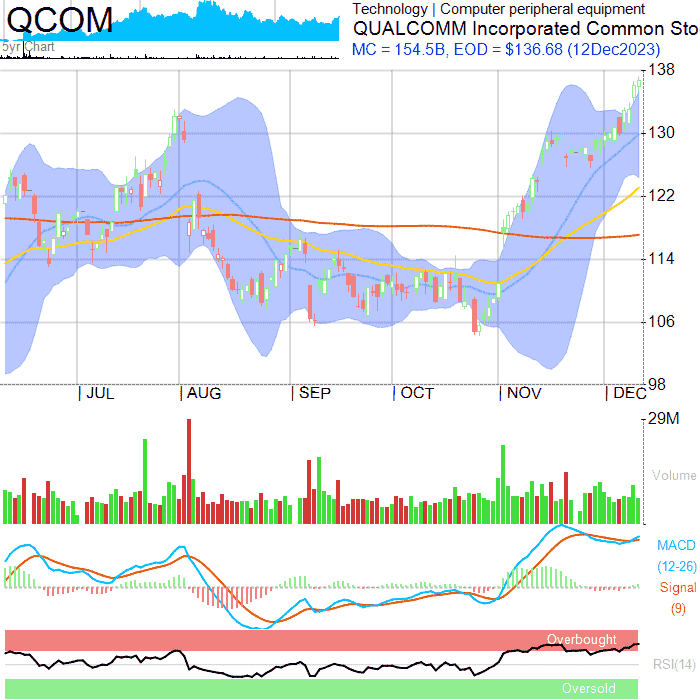 QCOM
5yr Chart
Technology | Computer peripheral equipment
QUALCOMM Incorporated Common Sto
MC = 154.5B, EOD = $136.68 (12Dec2023)
138
130
122
114
106
98
| JUL | AUG | SEP | OCT | NOV | DEC
29M
Volume
MACD
(12-26)
Signal
(9)
Overbought
RSI(14)
Oversold